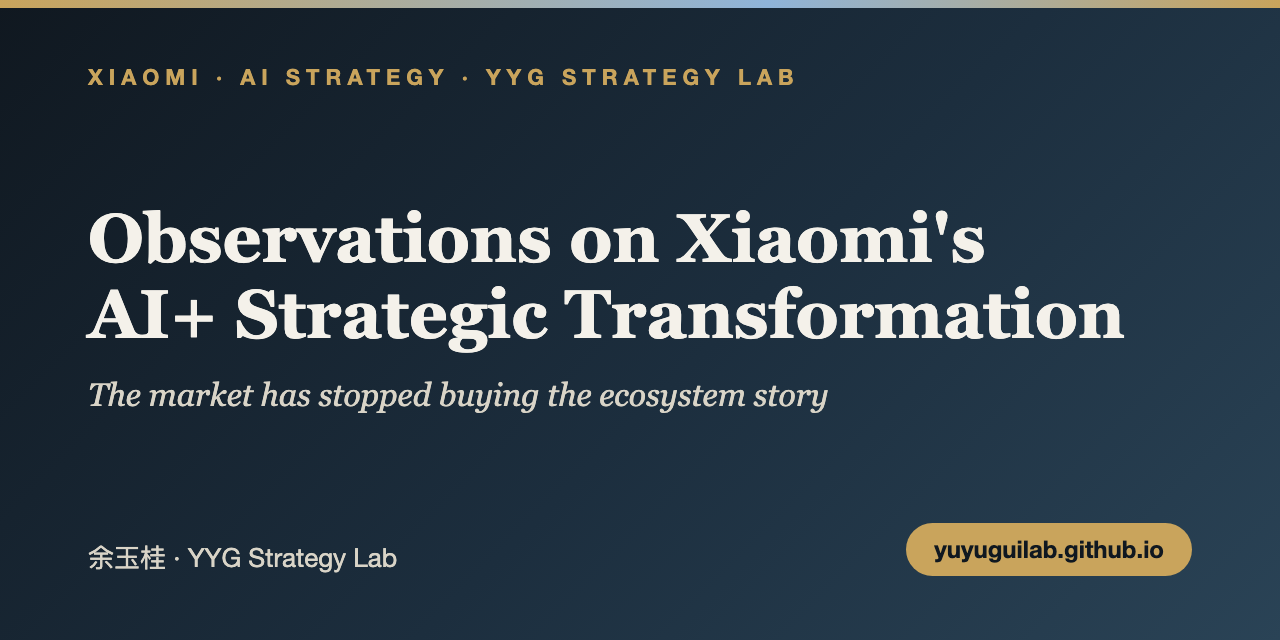 XIAOMI · AI STRATEGY · YYG STRATEGY LAB
Observations on Xiaomi's
AI+ Strategic Transformation
The market has stopped buying the ecosystem story
余玉桂 · YYG Strategy Lab
yuyuguilab.github.io